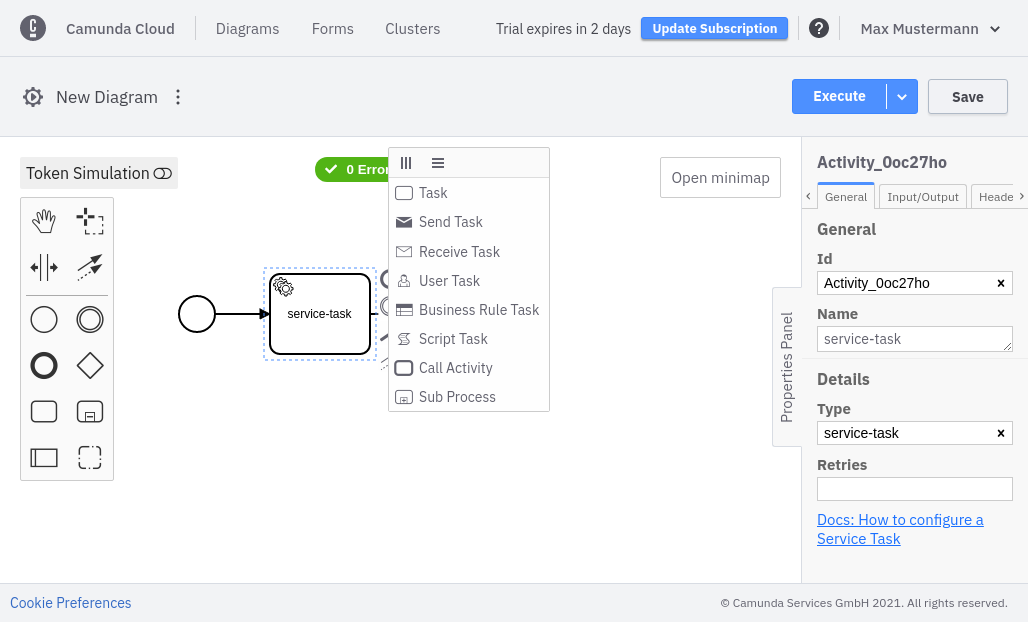 Camunda Cloud
Diagrams
Forms
Clusters
Trial expires in 2 days
Update Subscription
?
Max Mustermann
New Diagram
Execute
Save
Token Simulation
0 Error
Open minimap
Task
Send Task
Receive Task
User Task
Business Rule Task
Script Task
Call Activity
Sub Process
service-task
Properties Panel
Activity_0oc27ho
General
Input/Output
Heade
General
Id
Activity_0oc27ho
Name
service-task
Details
Type
service-task
Retries
Docs: How to configure a
Service Task
Cookie Preferences
© Camunda Services GmbH 2021. All rights reserved.